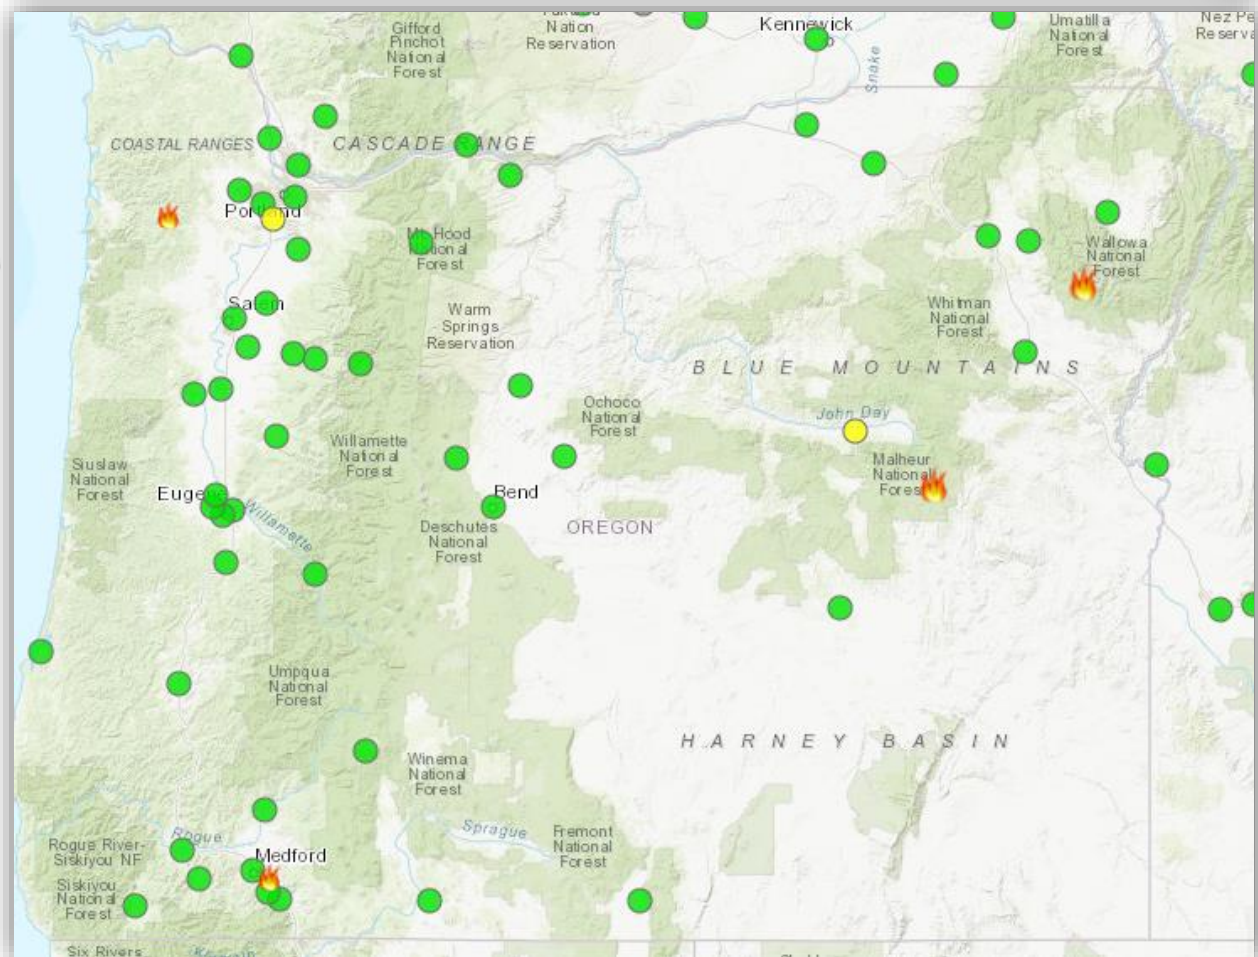 Nation
Reservation
Gifford
Pinchot
National
Forest
Kennewick
Umatilla
National
Forest
Nez Pe
Reserva
Snake
COASTAL RANGES
CASCADE RANGE
Portland
Mt. Hood
National
Forest
Wallowa
National
Forest
Salem
Warm
Springs
Reservation
Whitman
National
Forest
BLUE MOUNTAINS
Ochoco
National
Forest
John Day
Willamette
National
Forest
Siuslaw
National
Forest
Malheur
National
Forest
Eugene
Willamette
Bend
Deschutes
National
Forest
OREGON
Umpqua
National
Forest
HARNEY BASIN
Winema
National
Forest
Rogue
Sprague
Fremont
National
Forest
Rogue River-
Siskiyou NF
Medford
Siskiyou
National
Forest
Six Rivers